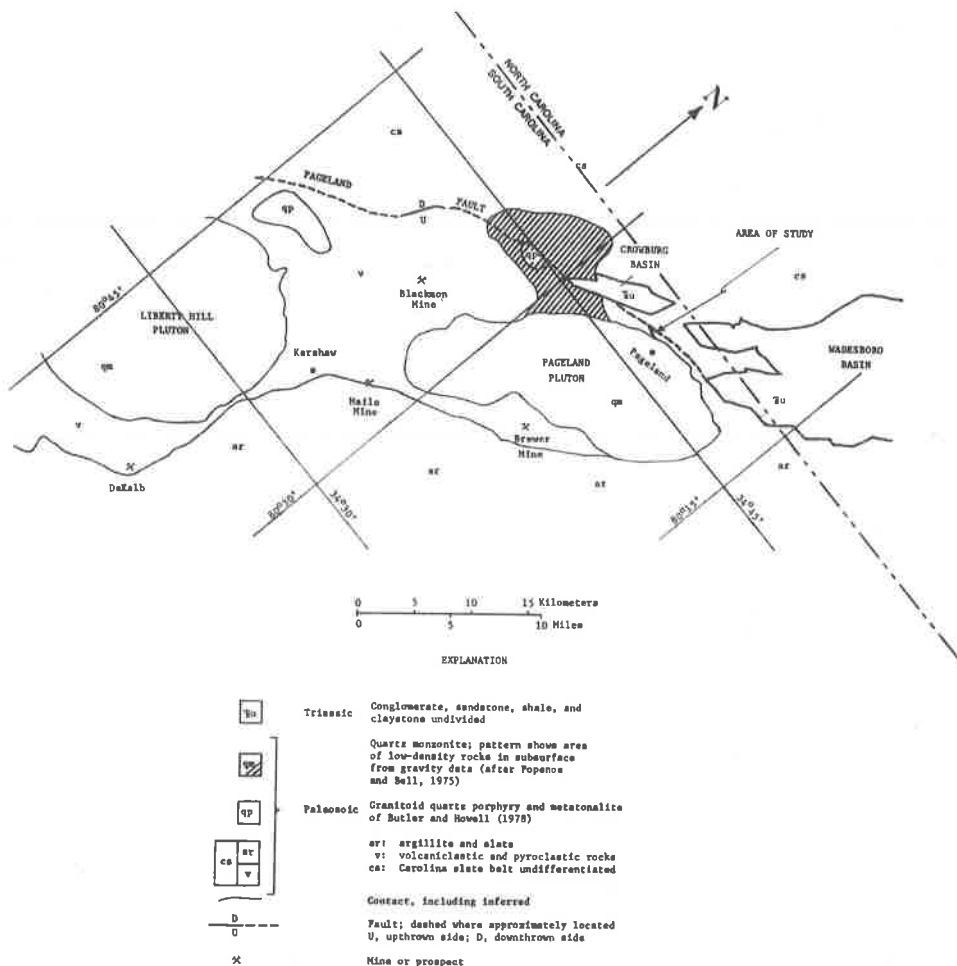 NORTH CAROLINA
SOUTH CAROLINA
N
cs
cs
PAGELAND
FAULT
D
U
qp
qp
AREA OF STUDY
CROWBURG
BASIN
cs
v
Blackmon
Mine
80°45'
LIBERTY HILL
PLUTON
Kershaw
PAGELAND
PLUTON
Pageland
WADESBORO
BASIN
qm
qm
Haile
Mine
Brewer
Mine
v
ar
ar
ar
ar
DeKalb
80°30'
34°30'
80°15'
34°45'
0 5 10 15 Kilometers
0 5 10 Miles
EXPLANATION
Triassic Conglomerate, sandstone, shale, and
claystone undivided
qm Quartz monzonite; pattern shows area
of low-density rocks in subsurface
from gravity data (after Popenoe
and Bell, 1975)
qp Paleozoic Granitoid quartz porphyry and metatonalite
of Butler and Howell (1978)
cs ar v
ar: argillite and slate
v: volcaniclastic and pyroclastic rocks
cs: Carolina slate belt undifferentiated
Contact, including inferred
D
U
Fault; dashed where approximately located
U, upthrown side; D, downthrown side
Mine or prospect